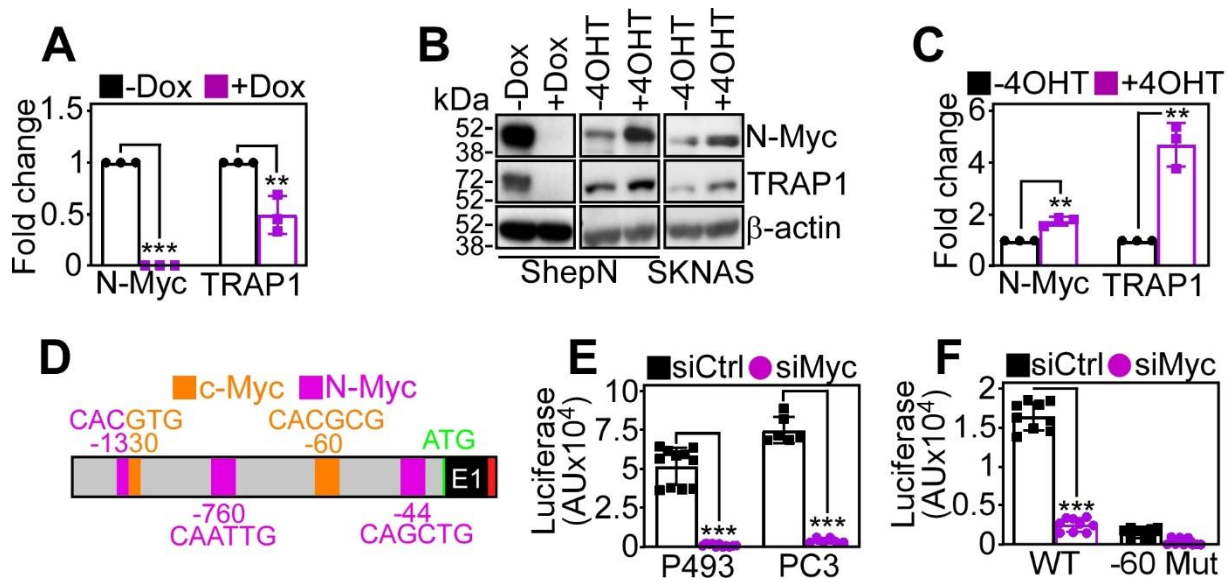 A
-Dox +Dox
Fold change
1.5
1
0.5
0
***
**
N-Myc TRAP1
B
-Dox
+Dox
-4OHT
+4OHT
-4OHT
+4OHT
kDa
52-
38-
N-Myc
72-
52-
TRAP1
52-
38-
β-actin
ShepN SKNAS
C
-4OHT +4OHT
Fold change
6
4
2
0
**
**
N-Myc TRAP1
D
c-Myc N-Myc
CACGTG CACGCG
-1330 -60 ATG
E1
-760 -44
CAATTG CAGCTG
E
siCtrl siMyc
Luciferase
(AUx10⁴)
10
7.5
5
2.5
0
***
***
P493 PC3
F
siCtrl siMyc
Luciferase
(AUx10⁴)
2
1.5
1
0.5
0
***
WT -60 Mut